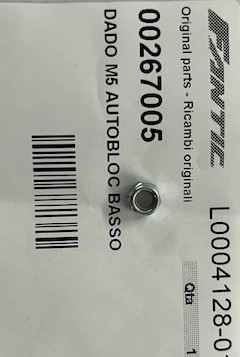 FANTIC
Original parts - Ricambi originali
00267005
DADO M5 AUTOBLOC BASSO
L0004128-0
Qta
1